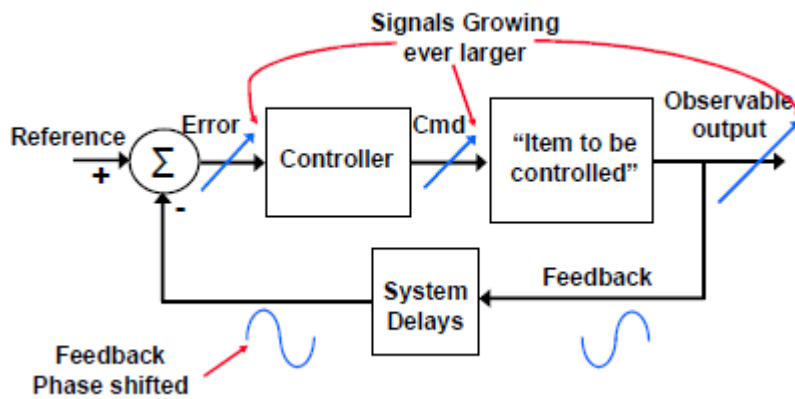 Signals Growing
ever larger
Observable
output
Reference
Error
Cmd
+
Σ
Controller
“Item to be
controlled”
-
System
Delays
Feedback
Feedback
Phase shifted